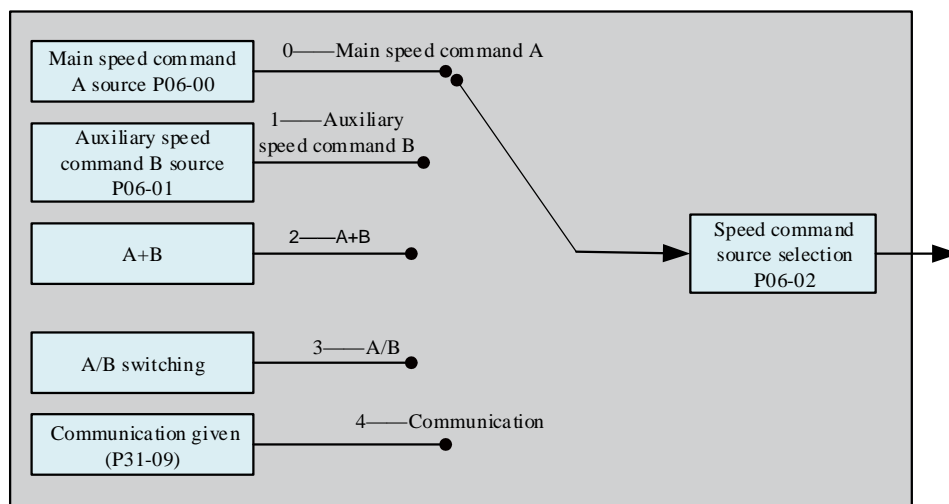 Main speed command
A source P06-00
0——Main speed command A
Auxiliary speed
command B source
P06-01
1——Auxiliary
speed command B
A+B
2——A+B
A/B switching
3——A/B
Communication given
(P31-09)
4——Communication
Speed command
source selection
P06-02